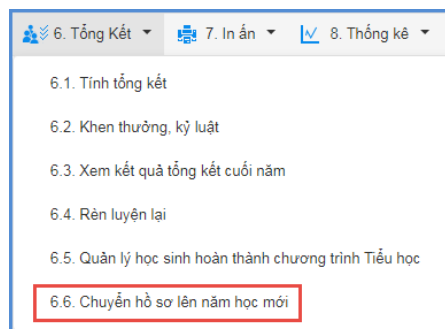 6. Tổng Kết 7. In ấn 8. Thống kê
6.1. Tính tổng kết
6.2. Khen thưởng, kỷ luật
6.3. Xem kết quả tổng kết cuối năm
6.4. Rèn luyện lại
6.5. Quản lý học sinh hoàn thành chương trình Tiểu học
6.6. Chuyển hồ sơ lên năm học mới